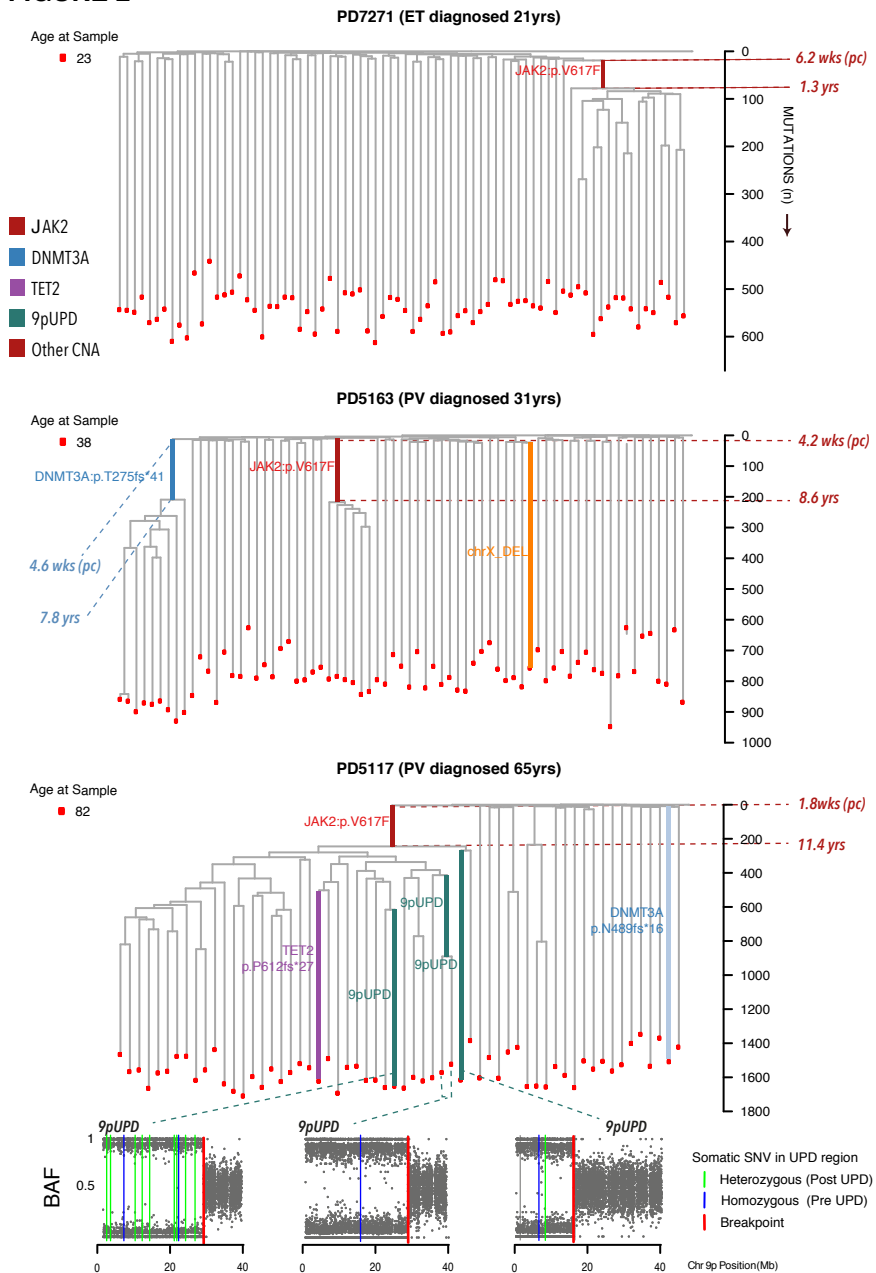 PD7271 (ET diagnosed 21yrs)
Age at Sample
23
JAK2:p.V617F
0
100
200
300
400
500
600
6.2 wks (pc)
1.3 yrs
MUTATIONS (n)
JAK2
DNMT3A
TET2
9pUPD
Other CNA
PD5163 (PV diagnosed 31yrs)
Age at Sample
38
DNMT3A:p.T275fs*41
JAK2:p.V617F
chrX_DEL
4.6 wks (pc)
7.8 yrs
0
100
200
300
400
500
600
700
800
900
1000
4.2 wks (pc)
8.6 yrs
PD5117 (PV diagnosed 65yrs)
Age at Sample
82
JAK2:p.V617F
TET2
p.P612fs*27
9pUPD
9pUPD
9pUPD
DNMT3A
p.N489fs*16
0
200
400
600
800
1000
1200
1400
1600
1800
1.8wks (pc)
11.4 yrs
9pUPD
9pUPD
9pUPD
BAF
1
0.5
0
20
40
0
20
40
0
20
40
Somatic SNV in UPD region
Heterozygous (Post UPD)
Homozygous (Pre UPD)
Breakpoint
Chr 9p Position(Mb)